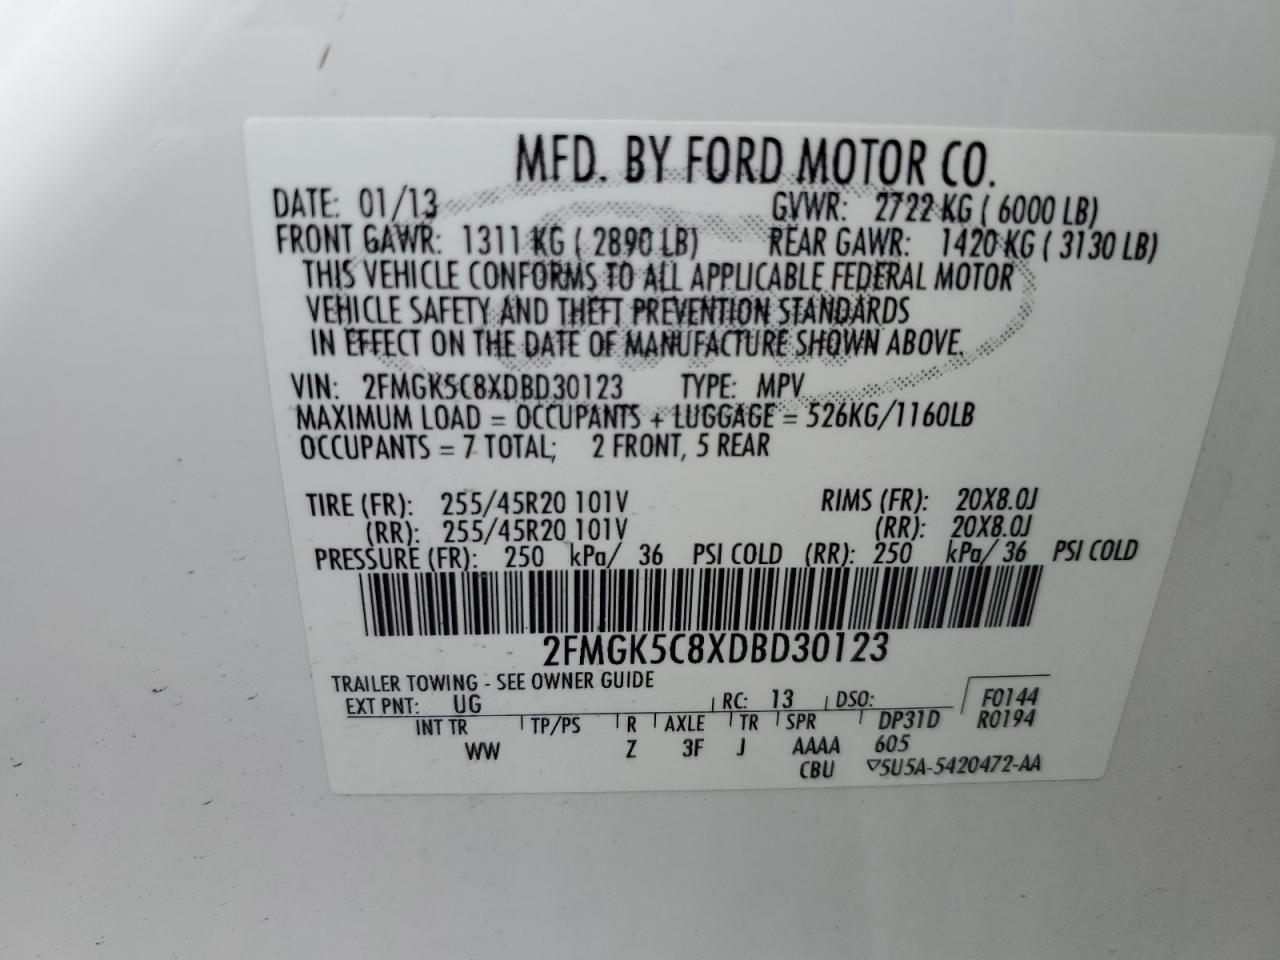 MFD. BY FORD MOTOR CO.
DATE: 01/13 GVWR: 2722 KG ( 6000 LB)
FRONT GAWR: 1311 KG ( 2890 LB) REAR GAWR: 1420 KG ( 3130 LB)
THIS VEHICLE CONFORMS TO ALL APPLICABLE FEDERAL MOTOR
VEHICLE SAFETY AND THEFT PREVENTION STANDARDS
IN EFFECT ON THE DATE OF MANUFACTURE SHOWN ABOVE.
VIN: 2FMGK5C8XDBD30123 TYPE: MPV
MAXIMUM LOAD = OCCUPANTS + LUGGAGE = 526KG/1160LB
OCCUPANTS = 7 TOTAL; 2 FRONT, 5 REAR
TIRE (FR): 255/45R20 101V RIMS (FR): 20X8.0J
(RR): 255/45R20 101V (RR): 20X8.0J
PRESSURE (FR): 250 kPa/ 36 PSI COLD (RR): 250 kPa/ 36 PSI COLD
2FMGK5C8XDBD30123
TRAILER TOWING - SEE OWNER GUIDE
EXT PNT: UG RC: 13 DSO: F0144
INT TR TP/PS R AXLE TR SPR DP31D R0194
WW Z 3F J AAAA 605
CBU ▽5U5A-5420472-AA